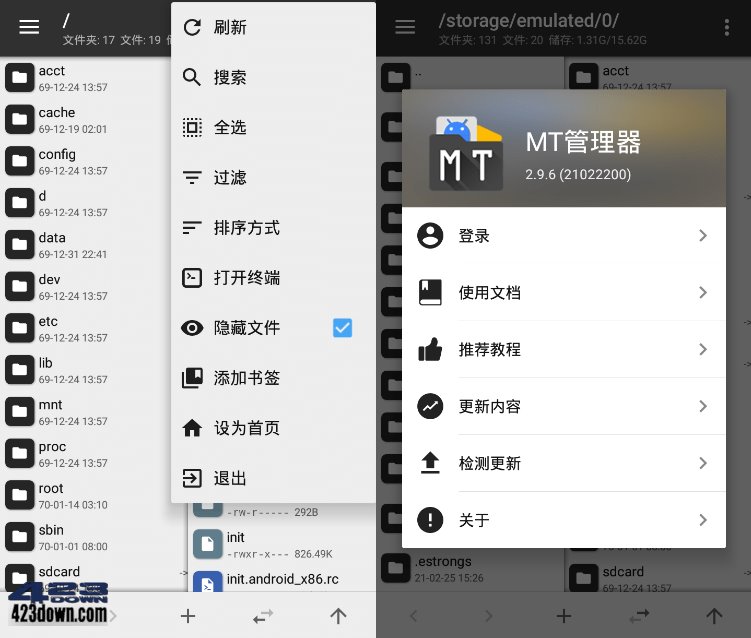 /
文件夹: 17 文件: 19 储
acct
69-12-24 13:57
cache
69-12-19 02:01
config
69-12-24 13:57
d
69-12-24 13:57
data
69-12-31 22:41
dev
69-12-24 13:57
etc
69-12-24 13:57
lib
69-12-24 13:57
mnt
69-12-24 13:57
proc
69-12-24 13:57
root
70-01-14 03:10
sbin
70-01-01 08:00
sdcard
423
DOWN
423down.com
刷新
搜索
全选
过滤
排序方式
打开终端
隐藏文件
添加书签
设为首页
退出
-rw-r----- 292B
init
-rwxr-x--- 826.49K
init.android_x86.rc
/storage/emulated/0/
文件夹: 131 文件: 20 储存: 1.31G/15.62G
..
acct
69-12-24 13:57
MT
MT管理器
2.9.6 (21022200)
登录
使用文档
推荐教程
更新内容
检测更新
关于
.estrongs
21-02-25 15:26
70-01-01 08:00
sdcard
69-12-24 13:57